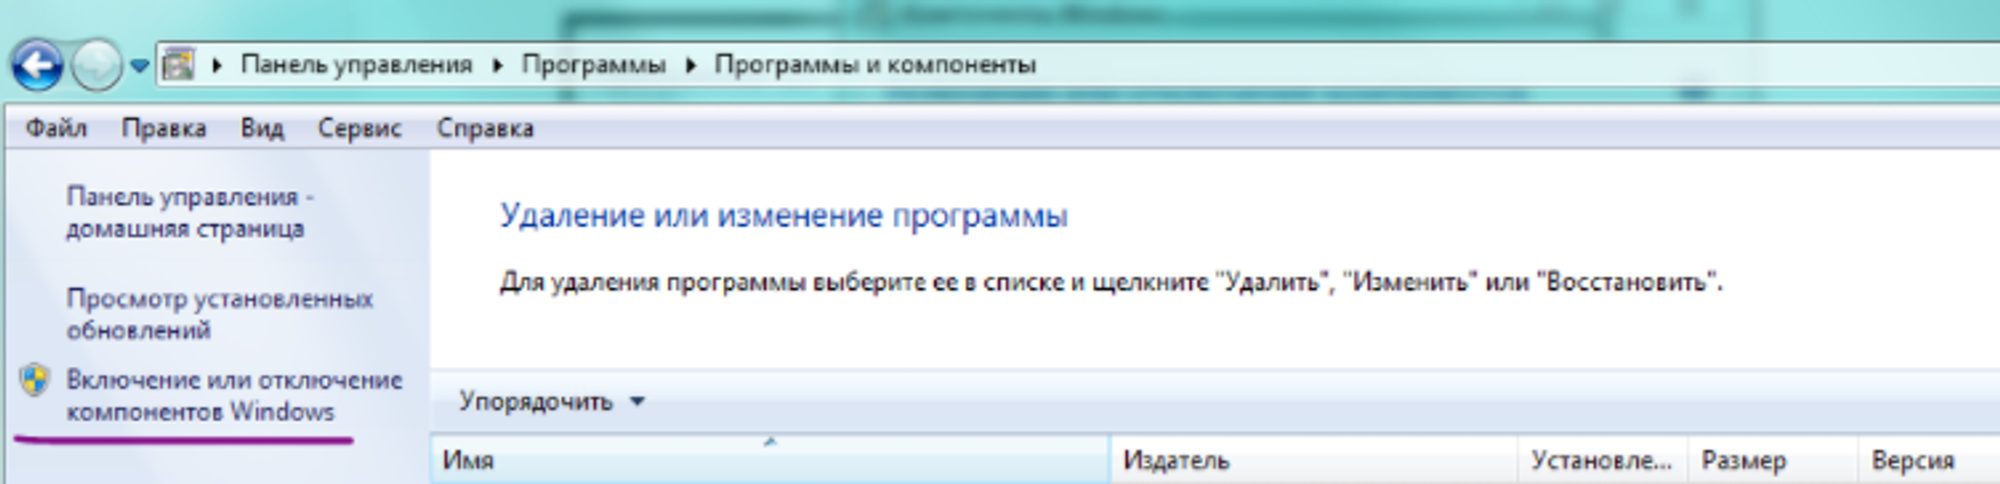 Панель управления Программы Программы и компоненты
Файл Правка Вид Сервис Справка
Панель управления -
домашняя страница
Просмотр установленных
обновлений
Включение или отключение
компонентов Windows
Удаление или изменение программы
Для удаления программы выберите ее в списке и щелкните "Удалить", "Изменить" или "Восстановить".
Упорядочить
Имя Издатель Установле... Размер Версия